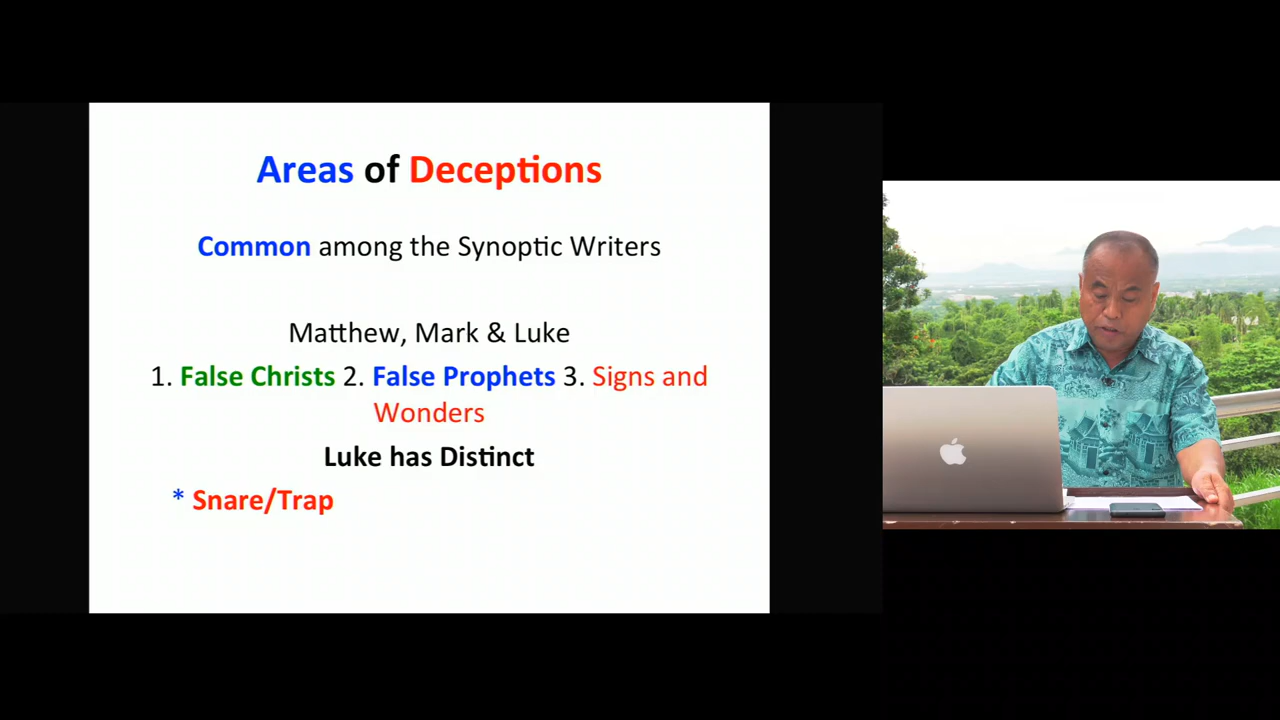 Areas of Deceptions
Common among the Synoptic Writers
Matthew, Mark & Luke
1. False Christs 2. False Prophets 3. Signs and
Wonders
Luke has Distinct
* Snare/Trap